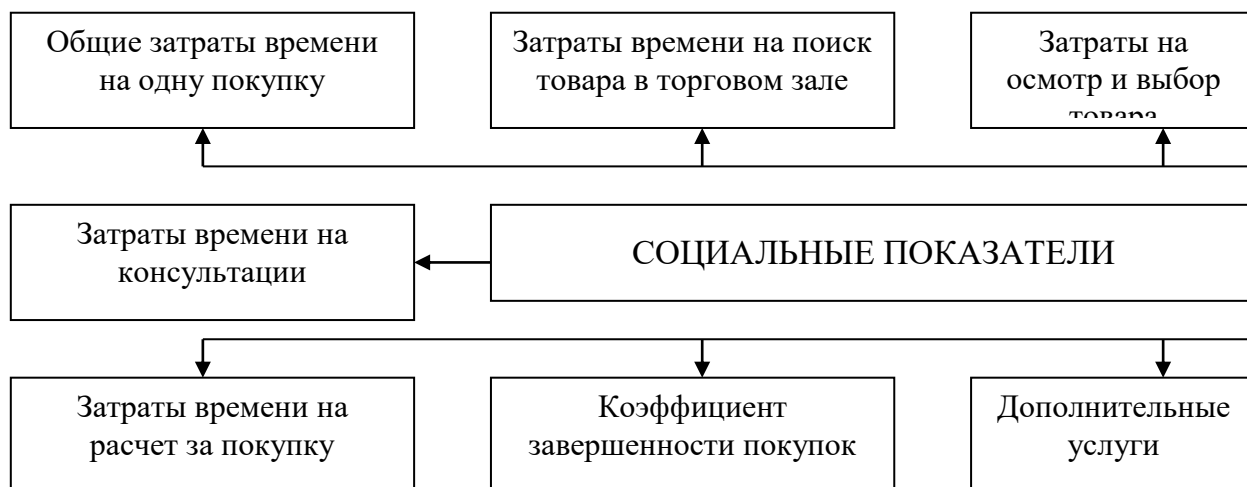 Общие затраты времени
на одну покупку
Затраты времени на поиск
товара в торговом зале
Затраты на
осмотр и выбор
товара
Затраты времени на
консультации
СОЦИАЛЬНЫЕ ПОКАЗАТЕЛИ
Затраты времени на
расчет за покупку
Коэффициент
завершенности покупок
Дополнительные
услуги